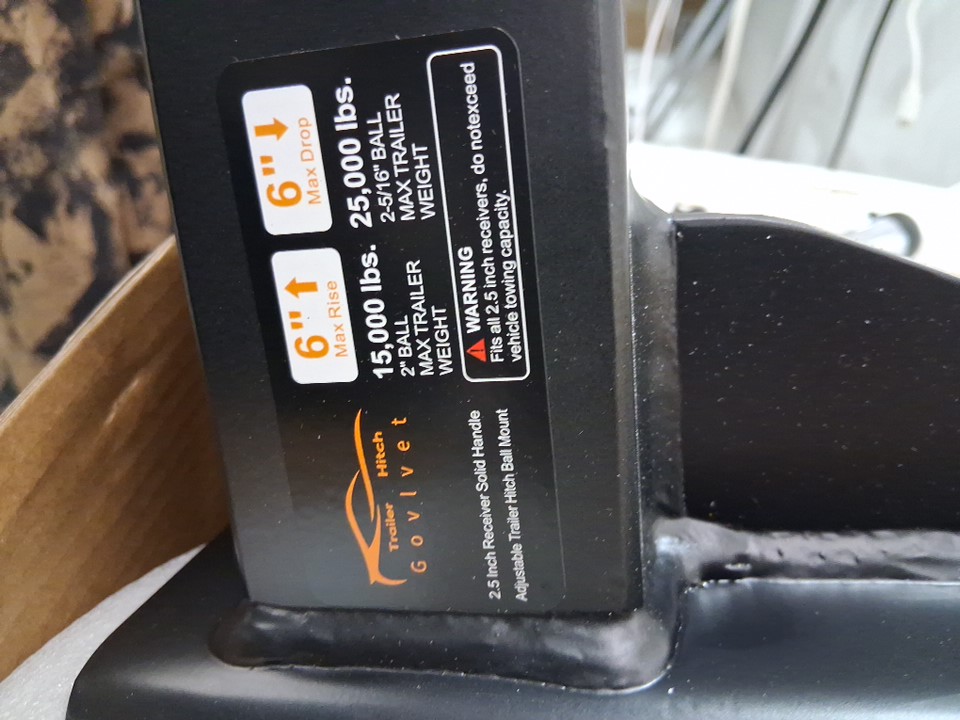 Trailer Hitch
Govlvet
2.5 Inch Receiver Solid Handle
Adjustable Trailer Hitch Ball Mount
6"
Max Rise
15,000 lbs.
2" BALL
MAX TRAILER
WEIGHT
6"
Max Drop
25,000 lbs.
2-5/16" BALL
MAX TRAILER
WEIGHT
WARNING
Fits all 2.5 inch receivers, do notexceed
vehicle towing capacity.